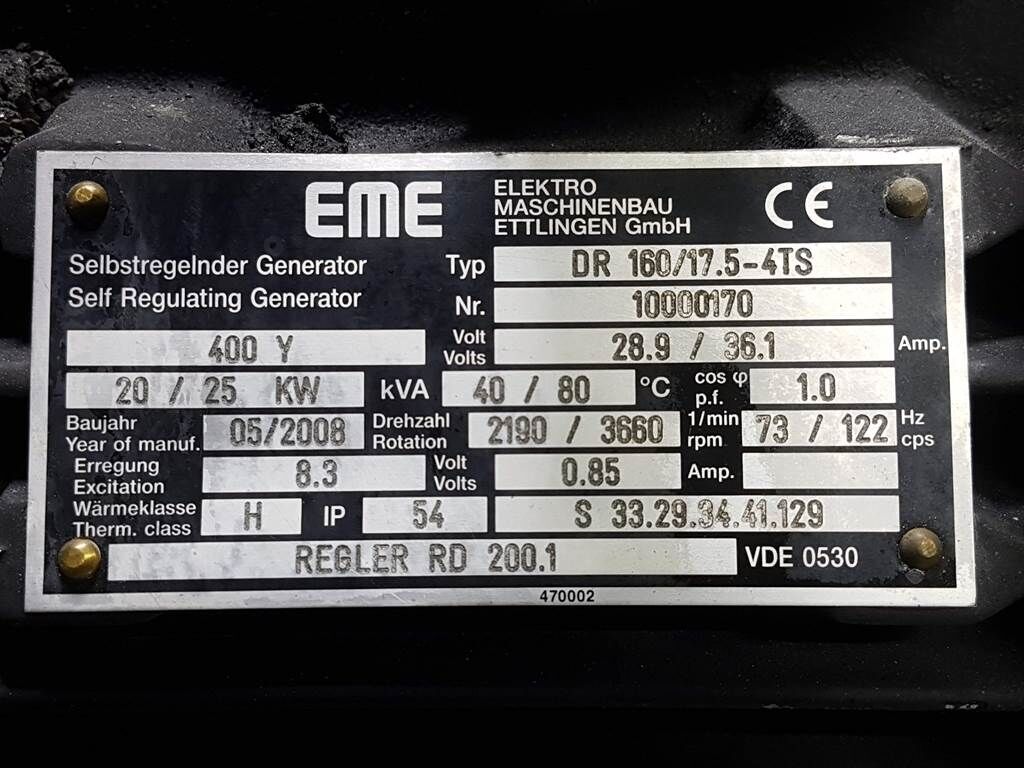 EME
ELEKTRO
MASCHINENBAU
ETTLINGEN GmbH
CE
Selbstregelnder Generator
Self Regulating Generator
Typ DR 160/17.5-4TS
Nr. 10000170
400 Y Volt Volts 28.9 / 36.1 Amp.
20 / 25 KW kVA 40 / 80 °C cos φ p.f. 1.0
Baujahr
Year of manuf. 05/2008 Drehzahl Rotation 2190 / 3660 1/min rpm 73 / 122 Hz cps
Erregung
Excitation 8.3 Volt Volts 0.85 Amp.
Wärmeklasse
Therm. class H IP 54 S 33.29.34.41.129
REGLER RD 200.1 VDE 0530
470002